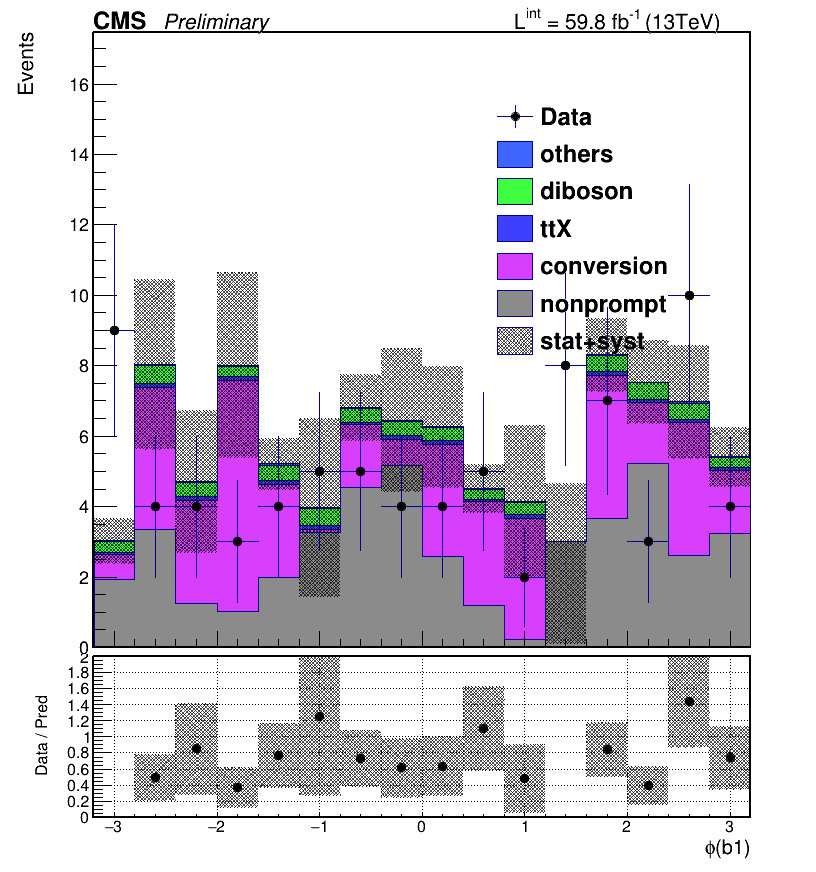 CMS Preliminary L^int = 59.8 fb^-1 (13TeV)
Events
16
14
12
10
8
6
4
2
0
Data
others
diboson
ttX
conversion
nonprompt
stat+syst
Data / Pred
2
1.8
1.6
1.4
1.2
1
0.8
0.6
0.4
0.2
0
−3 −2 −1 0 1 2 3
ϕ(b1)